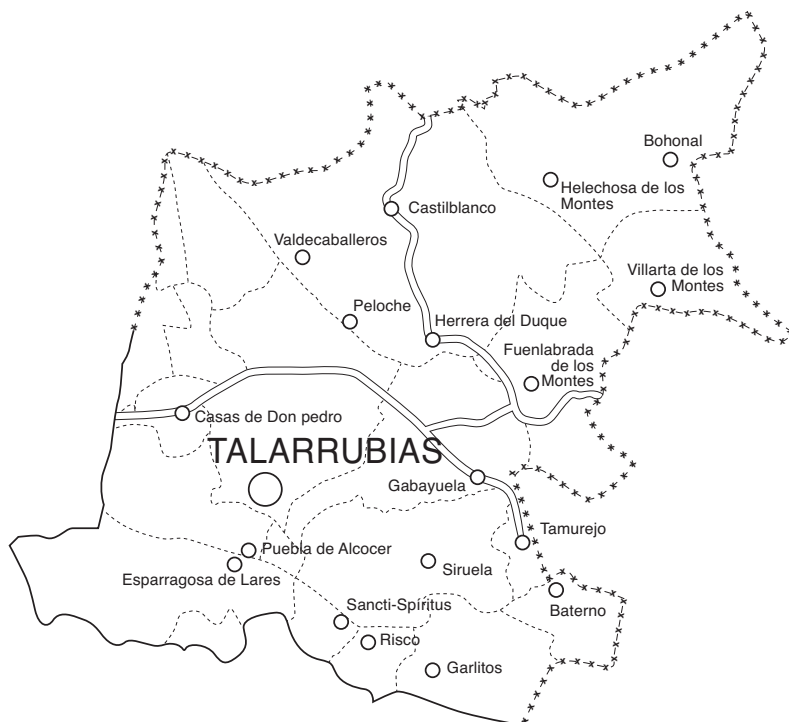 Bohonal
Helechosa de los
Montes
Castilblanco
Valdecaballeros
Villarta de los
Montes
Peloche
Herrera del Duque
Fuenlabrada
de los
Montes
Casas de Don pedro
TALARRUBIAS
Gabayuela
Tamurejo
Puebla de Alcocer
Siruela
Esparragosa de Lares
Baterno
Sancti-Spíritus
Risco
Garlitos